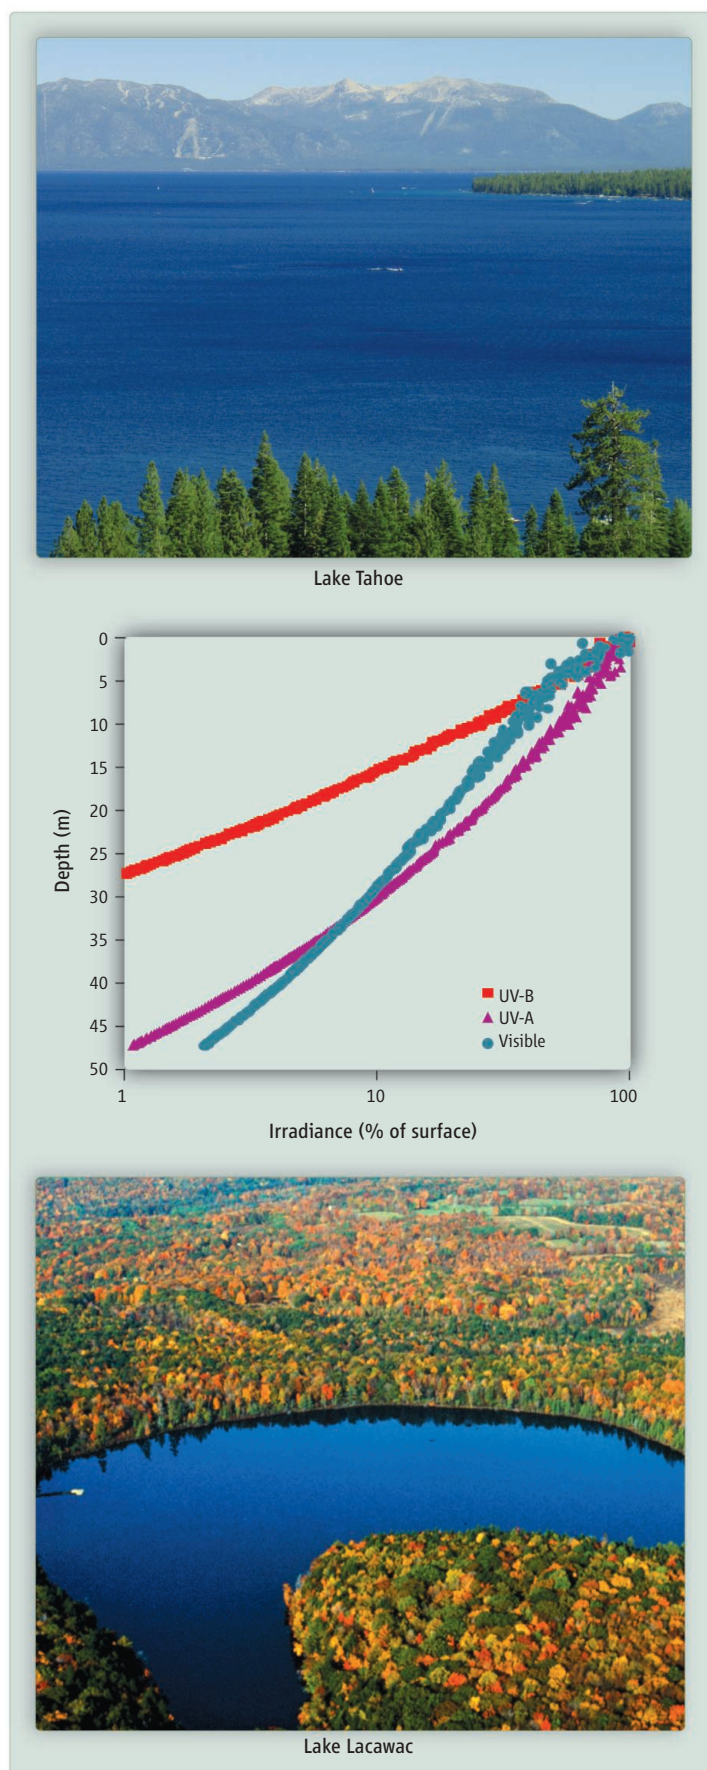 Lake Tahoe
0
5
10
15
20
25
30
35
40
45
50
Depth (m)
UV-B
UV-A
Visible
1 10 100
Irradiance (% of surface)
Lake Lacawac